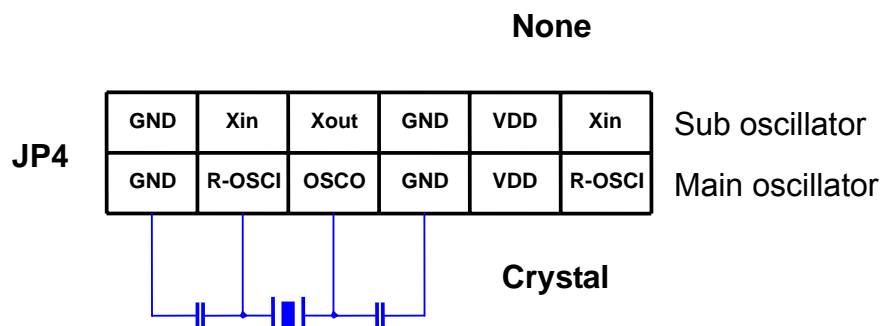 None
GND Xin Xout GND VDD Xin Sub oscillator
JP4
GND R-OSCI OSCO GND VDD R-OSCI Main oscillator
Crystal